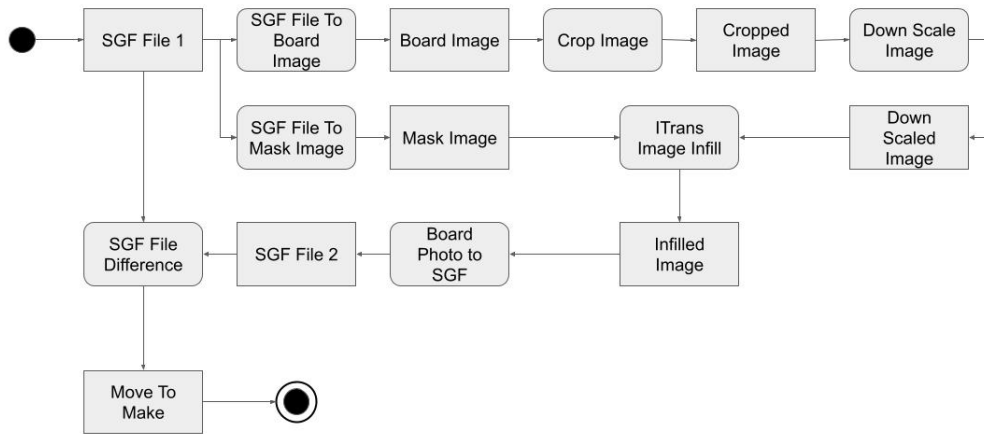 SGF File 1
SGF File To
Board
Image
Board Image
Crop Image
Cropped
Image
Down Scale
Image
SGF File To
Mask Image
Mask Image
ITrans
Image Infill
Down
Scaled
Image
SGF File
Difference
SGF File 2
Board
Photo to
SGF
Infilled
Image
Move To
Make